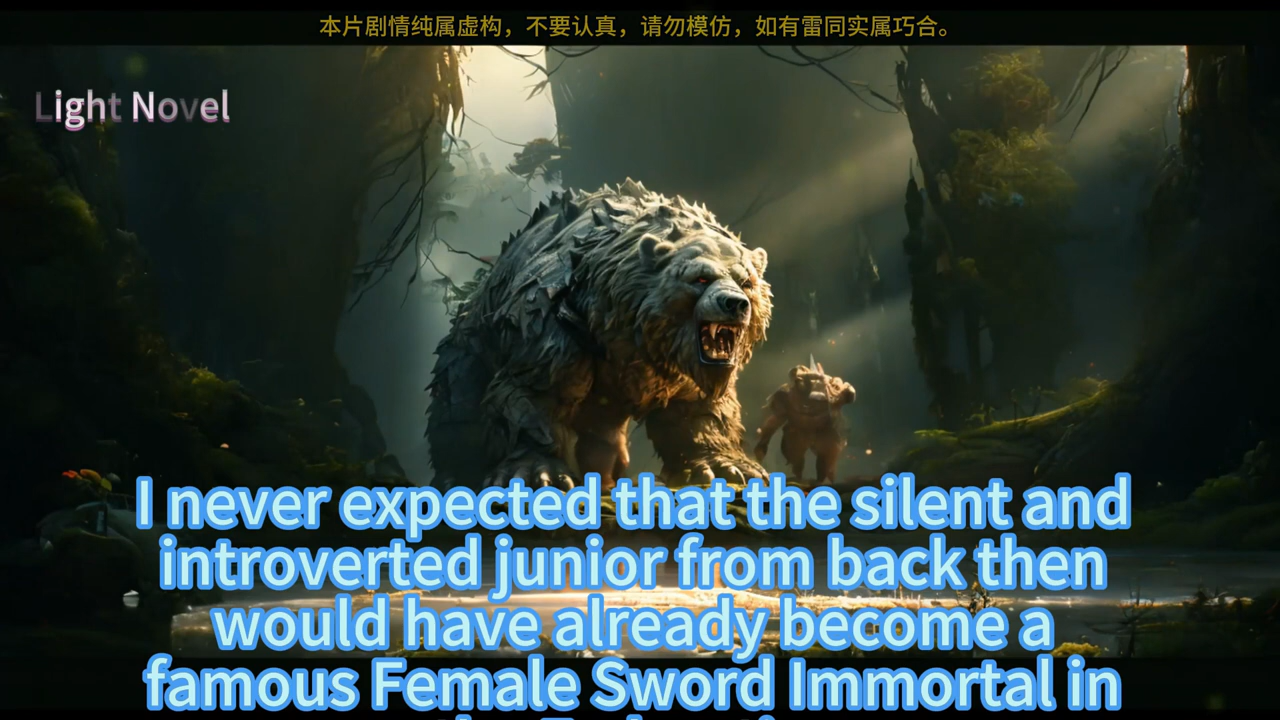 本片剧情纯属虚构，不要认真，请勿模仿，如有雷同实属巧合。
Light Novel
I never expected that the silent and
introverted junior from back then
would have already become a
famous Female Sword Immortal in